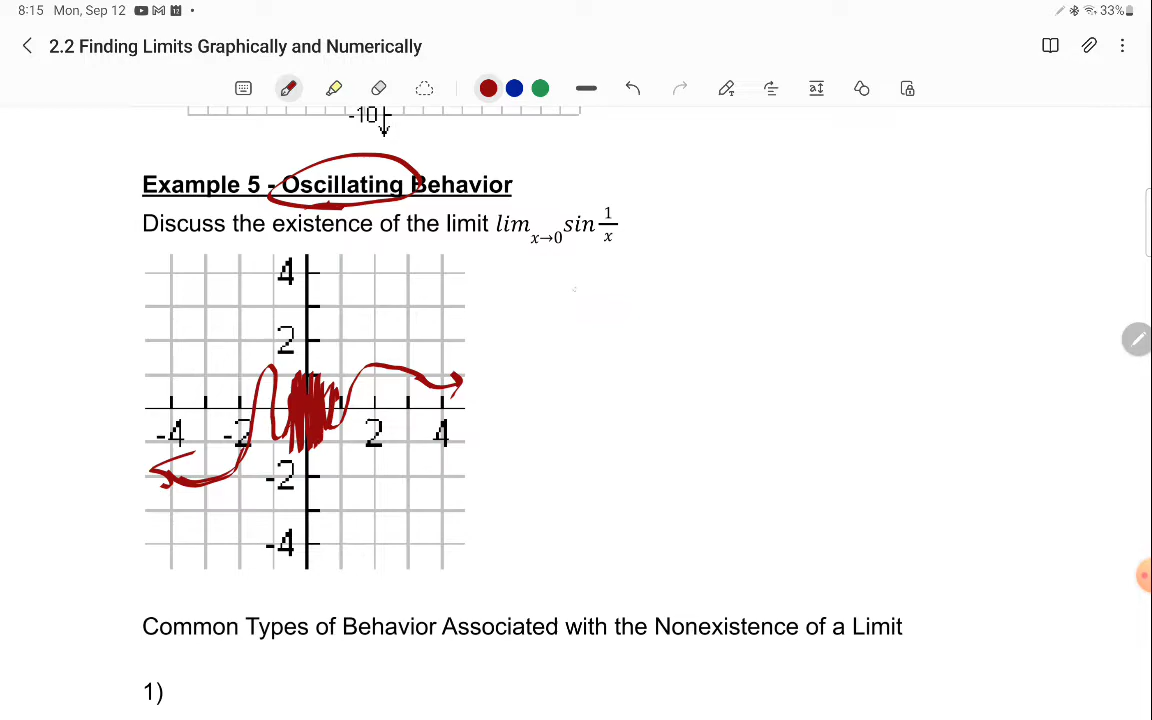 8:15 Mon, Sep 12 • 33%
2.2 Finding Limits Graphically and Numerically
-10
Example 5 - Oscillating Behavior
Discuss the existence of the limit lim x→0 sin 1/x
4
2
-4 -2 2 4
-2
-4
Common Types of Behavior Associated with the Nonexistence of a Limit
1)